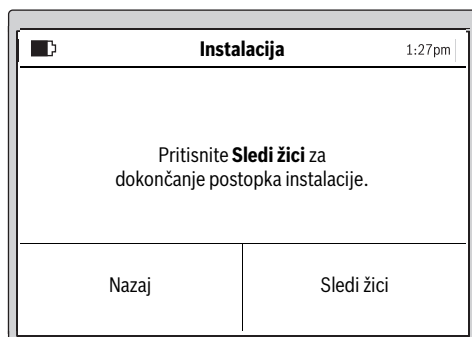 Instalacija 1:27pm
Pritisnite Sledi žici za
dokončanje postopka instalacije.
Nazaj Sledi žici